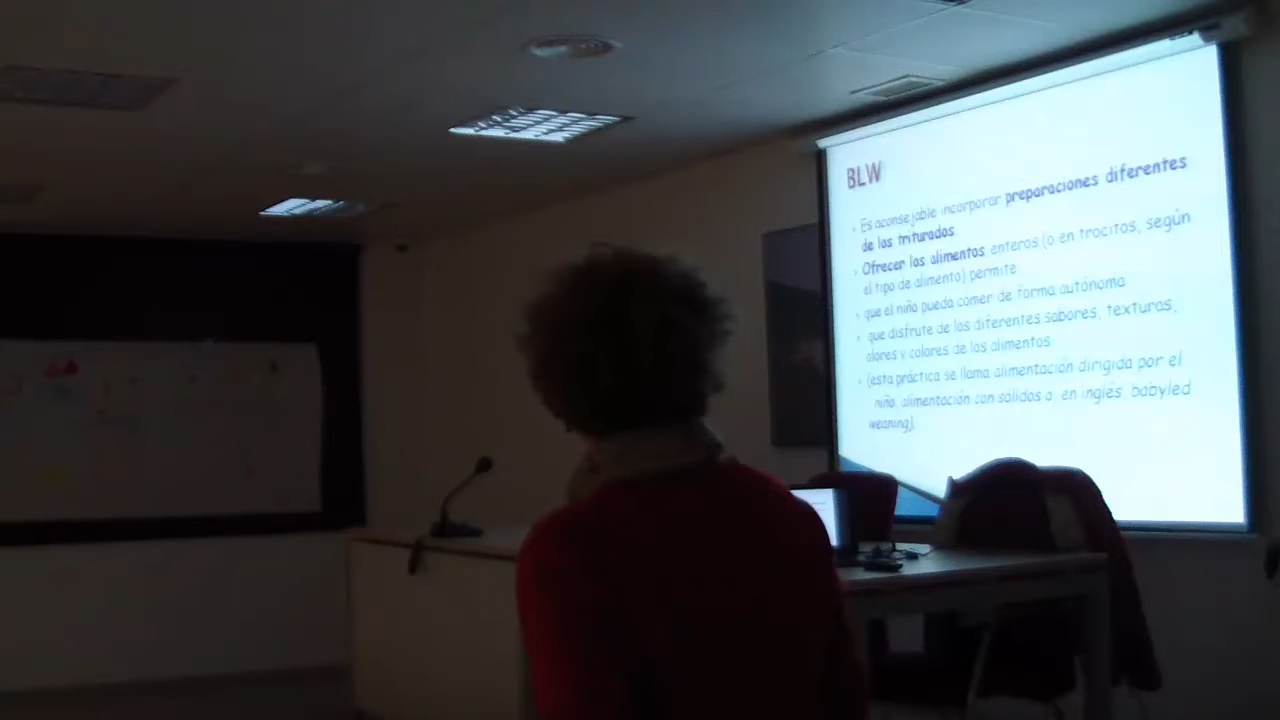 BLW
Es aconsejable incorporar preparaciones diferentes
de los triturados
Ofrecer los alimentos enteros (o en trocitos, según
el tipo de alimento) permite
que el niño pueda comer de forma autónoma
que disfrute de los diferentes sabores, texturas,
olores y colores de los alimentos
(esta práctica se llama alimentación dirigida por el
niño, alimentación con sólidos o, en inglés, babyled
weaning).